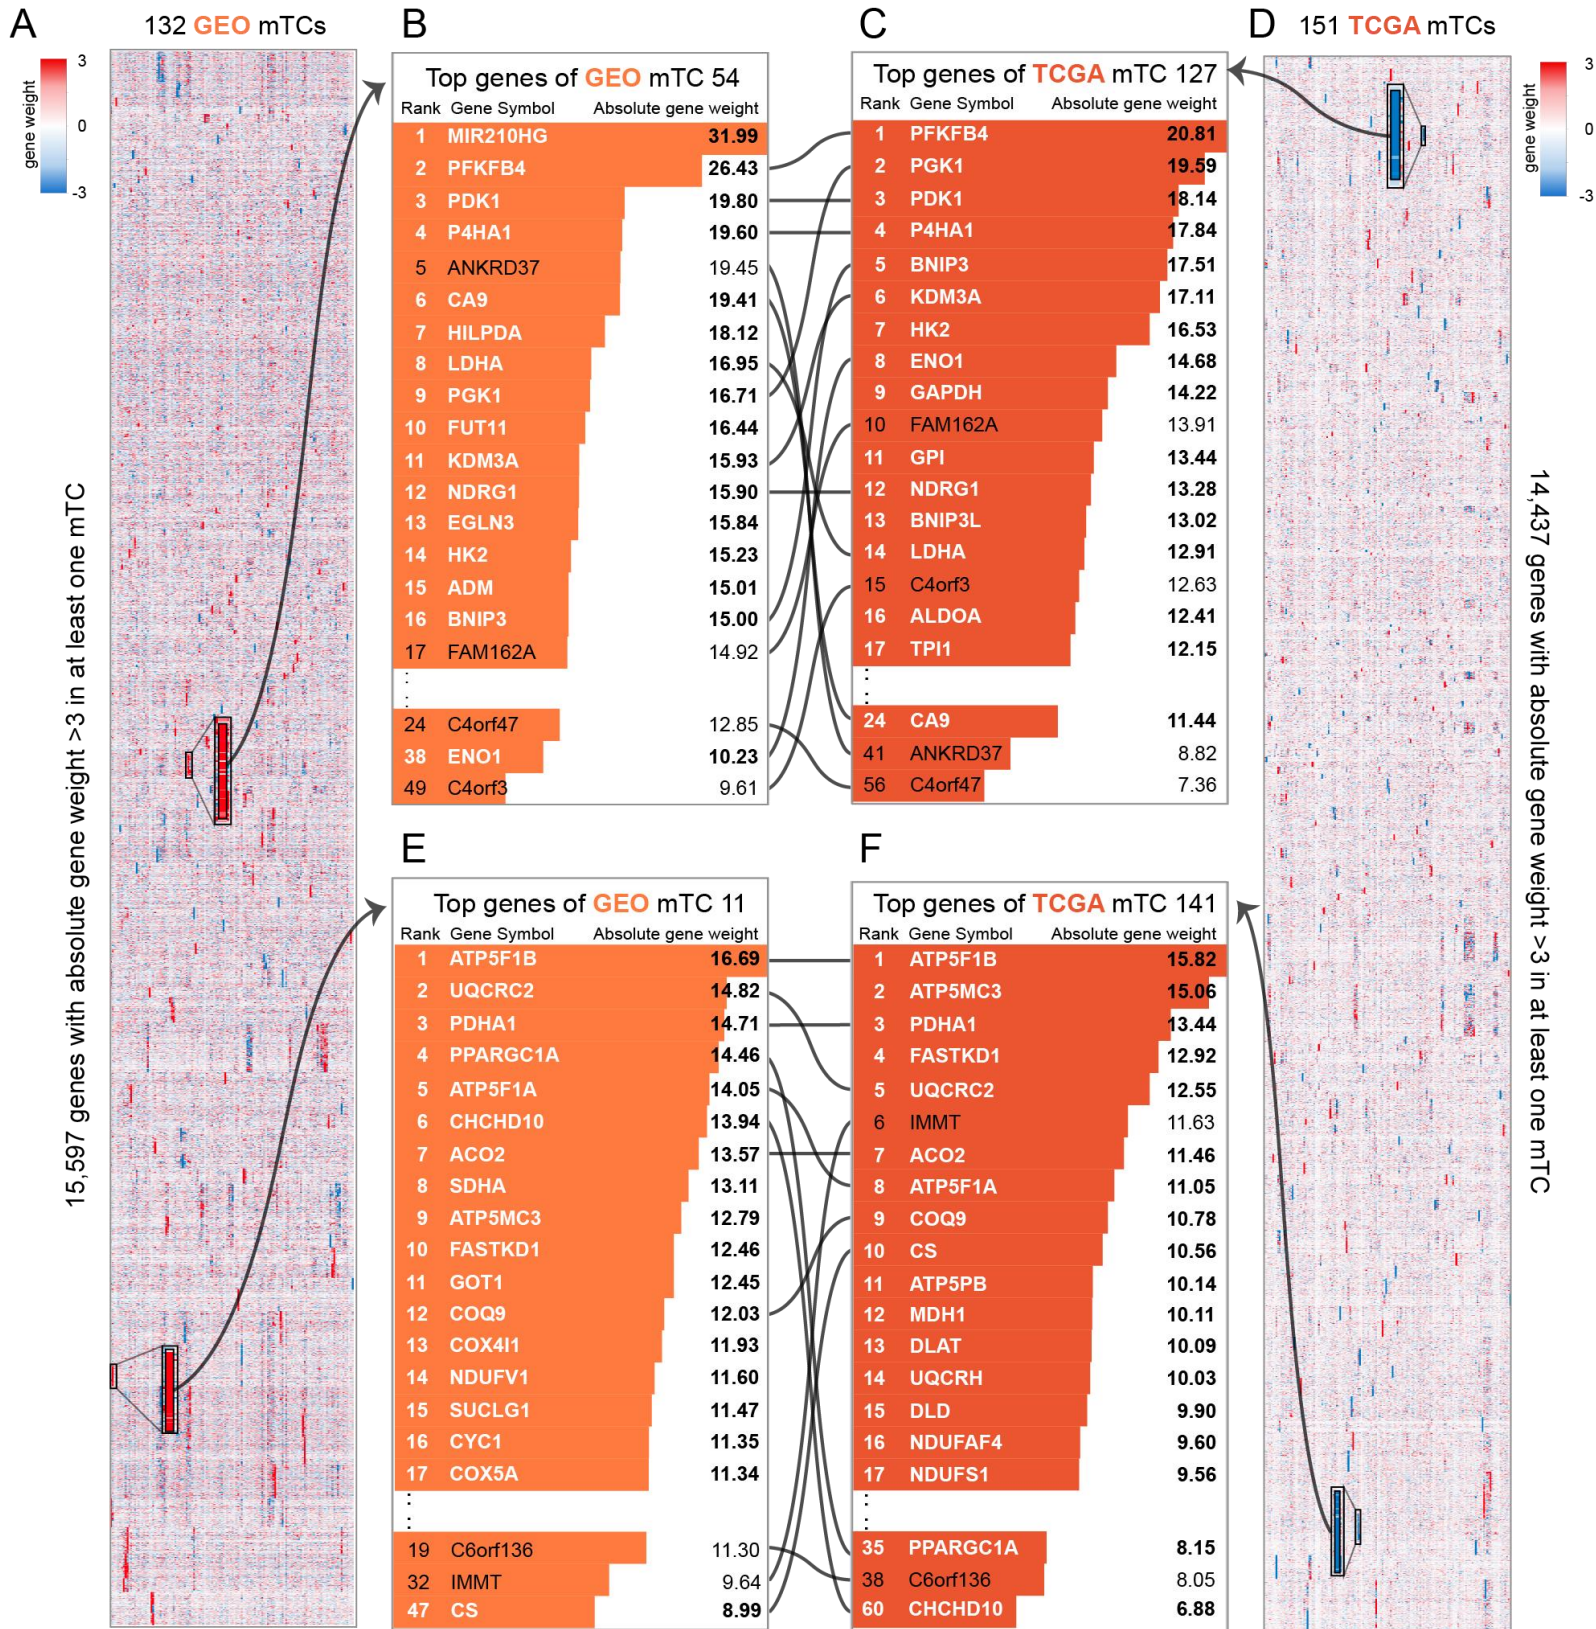 A
132 GEO mTCs
3
0
-3
gene weight
15,597 genes with absolute gene weight >3 in at least one mTC
B
Top genes of GEO mTC 54
Rank Gene Symbol Absolute gene weight
1 MIR210HG 31.99
2 PFKFB4 26.43
3 PDK1 19.80
4 P4HA1 19.60
5 ANKRD37 19.45
6 CA9 19.41
7 HILPDA 18.12
8 LDHA 16.95
9 PGK1 16.71
10 FUT11 16.44
11 KDM3A 15.93
12 NDRG1 15.90
13 EGLN3 15.84
14 HK2 15.23
15 ADM 15.01
16 BNIP3 15.00
17 FAM162A 14.92
24 C4orf47 12.85
38 ENO1 10.23
49 C4orf3 9.61
C
Top genes of TCGA mTC 127
Rank Gene Symbol Absolute gene weight
1 PFKFB4 20.81
2 PGK1 19.59
3 PDK1 18.14
4 P4HA1 17.84
5 BNIP3 17.51
6 KDM3A 17.11
7 HK2 16.53
8 ENO1 14.68
9 GAPDH 14.22
10 FAM162A 13.91
11 GPI 13.44
12 NDRG1 13.28
13 BNIP3L 13.02
14 LDHA 12.91
15 C4orf3 12.63
16 ALDOA 12.41
17 TPI1 12.15
24 CA9 11.44
41 ANKRD37 8.82
56 C4orf47 7.36
D
151 TCGA mTCs
3
0
-3
gene weight
14,437 genes with absolute gene weight >3 in at least one mTC
E
Top genes of GEO mTC 11
Rank Gene Symbol Absolute gene weight
1 ATP5F1B 16.69
2 UQCRC2 14.82
3 PDHA1 14.71
4 PPARGC1A 14.46
5 ATP5F1A 14.05
6 CHCHD10 13.94
7 ACO2 13.57
8 SDHA 13.11
9 ATP5MC3 12.79
10 FASTKD1 12.46
11 GOT1 12.45
12 COQ9 12.03
13 COX4I1 11.93
14 NDUFV1 11.60
15 SUCLG1 11.47
16 CYC1 11.35
17 COX5A 11.34
19 C6orf136 11.30
32 IMMT 9.64
47 CS 8.99
F
Top genes of TCGA mTC 141
Rank Gene Symbol Absolute gene weight
1 ATP5F1B 15.82
2 ATP5MC3 15.06
3 PDHA1 13.44
4 FASTKD1 12.92
5 UQCRC2 12.55
6 IMMT 11.63
7 ACO2 11.46
8 ATP5F1A 11.05
9 COQ9 10.78
10 CS 10.56
11 ATP5PB 10.14
12 MDH1 10.11
13 DLAT 10.09
14 UQCRH 10.03
15 DLD 9.90
16 NDUFAF4 9.60
17 NDUFS1 9.56
35 PPARGC1A 8.15
38 C6orf136 8.05
60 CHCHD10 6.88